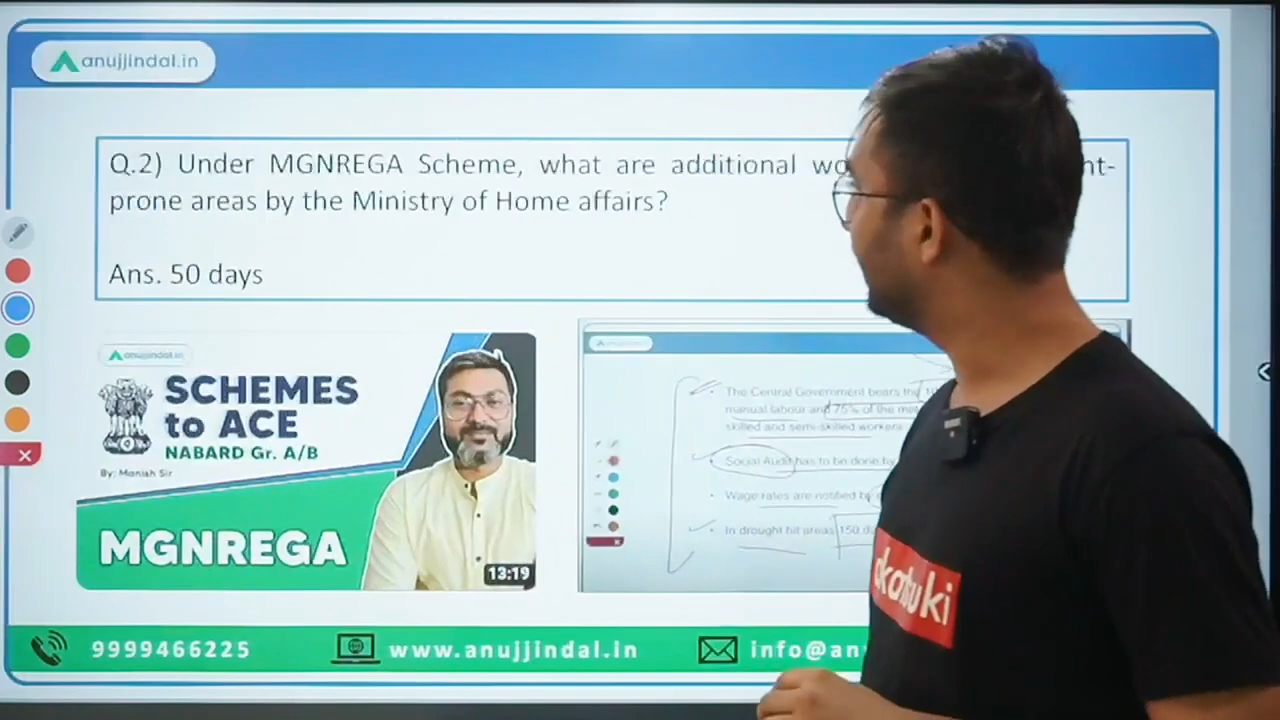 anujjindal.in
Q.2) Under MGNREGA Scheme, what are additional
nt-
prone areas by the Ministry of Home affairs?
Ans. 50 days
anujjindal.in
SCHEMES
to ACE
NABARD Gr. A/B
By: Manish Sir
MGNREGA
13:19
The Central Government bears the
manual labour and 75% of the
skilled and semi-skilled workers
Social Audit has to be done by
Wage rates are notified by
In drought hit areas 150
akatsuki
9999466225
www.anujjindal.in
info@an